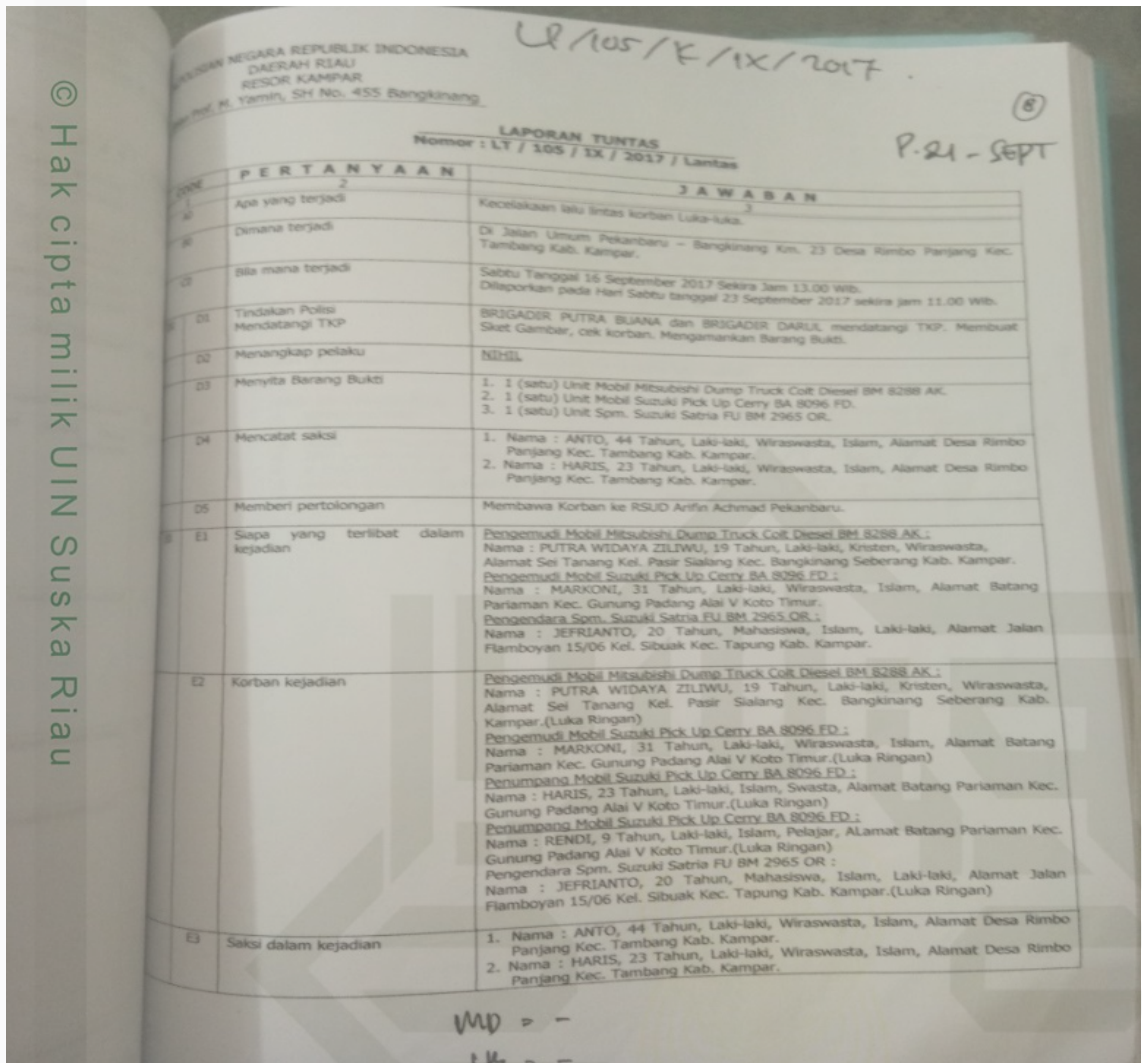 © Hak cipta milik UIN Suska Riau
LP/105/K/IX/2017.
NEGARA REPUBLIK INDONESIA
DAERAH RIAU
RESOR KAMPAR
Prof. M. Yamin, SH No. 455 Bangkinang
8
P.21 - SEPT
LAPORAN TUNTAS
Nomor : LT / 105 / IX / 2017 / Lantas
CODE PERTANYAAN JAWABAN
1 2 3
Apa yang terjadi Kecelakaan lalu lintas korban Luka-luka.
Dimana terjadi Di Jalan Umum Pekanbaru – Bangkinang Km. 23 Desa Rimbo Panjang Kec.
Tambang Kab. Kampar.
Bila mana terjadi Sabtu Tanggal 16 September 2017 Sekira Jam 13.00 Wib.
Dilaporkan pada Hari Sabtu tanggal 23 September 2017 sekira jam 11.00 Wib.
D1 Tindakan Polisi BRIGADIR PUTRA BUANA dan BRIGADIR DARUL mendatangi TKP. Membuat
Mendatangi TKP Sket Gambar, cek korban. Mengamankan Barang Bukti.
D2 Menangkap pelaku NIHIL
D3 Menyita Barang Bukti 1. 1 (satu) Unit Mobil Mitsubishi Dump Truck Colt Diesel BM 8288 AK.
2. 1 (satu) Unit Mobil Suzuki Pick Up Cerry BA 8096 FD.
3. 1 (satu) Unit Spm. Suzuki Satria FU BM 2965 OR.
D4 Mencatat saksi 1. Nama : ANTO, 44 Tahun, Laki-laki, Wiraswasta, Islam, Alamat Desa Rimbo
Panjang Kec. Tambang Kab. Kampar.
2. Nama : HARIS, 23 Tahun, Laki-laki, Wiraswasta, Islam, Alamat Desa Rimbo
Panjang Kec. Tambang Kab. Kampar.
D5 Memberi pertolongan Membawa Korban ke RSUD Arifin Achmad Pekanbaru.
E1 Siapa yang terlibat dalam Pengemudi Mobil Mitsubishi Dump Truck Colt Diesel BM 8288 AK :
kejadian Nama : PUTRA WIDAYA ZILIWU, 19 Tahun, Laki-laki, Kristen, Wiraswasta,
Alamat Sei Tanang Kel. Pasir Sialang Kec. Bangkinang Seberang Kab. Kampar.
Pengemudi Mobil Suzuki Pick Up Cerry BA 8096 FD :
Nama : MARKONI, 31 Tahun, Laki-laki, Wiraswasta, Islam, Alamat Batang
Pariaman Kec. Gunung Padang Alai V Koto Timur.
Pengendara Spm. Suzuki Satria FU BM 2965 OR :
Nama : JEFRIANTO, 20 Tahun, Mahasiswa, Islam, Laki-laki, Alamat Jalan
Flamboyan 15/06 Kel. Sibuak Kec. Tapung Kab. Kampar.
E2 Korban kejadian Pengemudi Mobil Mitsubishi Dump Truck Colt Diesel BM 8288 AK :
Nama : PUTRA WIDAYA ZILIWU, 19 Tahun, Laki-laki, Kristen, Wiraswasta,
Alamat Sei Tanang Kel. Pasir Sialang Kec. Bangkinang Seberang Kab.
Kampar.(Luka Ringan)
Pengemudi Mobil Suzuki Pick Up Cerry BA 8096 FD :
Nama : MARKONI, 31 Tahun, Laki-laki, Wiraswasta, Islam, Alamat Batang
Pariaman Kec. Gunung Padang Alai V Koto Timur.(Luka Ringan)
Penumpang Mobil Suzuki Pick Up Cerry BA 8096 FD :
Nama : HARIS, 23 Tahun, Laki-laki, Islam, Swasta, Alamat Batang Pariaman Kec.
Gunung Padang Alai V Koto Timur.(Luka Ringan)
Penumpang Mobil Suzuki Pick Up Cerry BA 8096 FD :
Nama : RENDI, 9 Tahun, Laki-laki, Islam, Pelajar, ALamat Batang Pariaman Kec.
Gunung Padang Alai V Koto Timur.(Luka Ringan)
Pengendara Spm. Suzuki Satria FU BM 2965 OR :
Nama : JEFRIANTO, 20 Tahun, Mahasiswa, Islam, Laki-laki, Alamat Jalan
Flamboyan 15/06 Kel. Sibuak Kec. Tapung Kab. Kampar.(Luka Ringan)
E3 Saksi dalam kejadian 1. Nama : ANTO, 44 Tahun, Laki-laki, Wiraswasta, Islam, Alamat Desa Rimbo
Panjang Kec. Tambang Kab. Kampar.
2. Nama : HARIS, 23 Tahun, Laki-laki, Wiraswasta, Islam, Alamat Desa Rimbo
Panjang Kec. Tambang Kab. Kampar.
MD = -